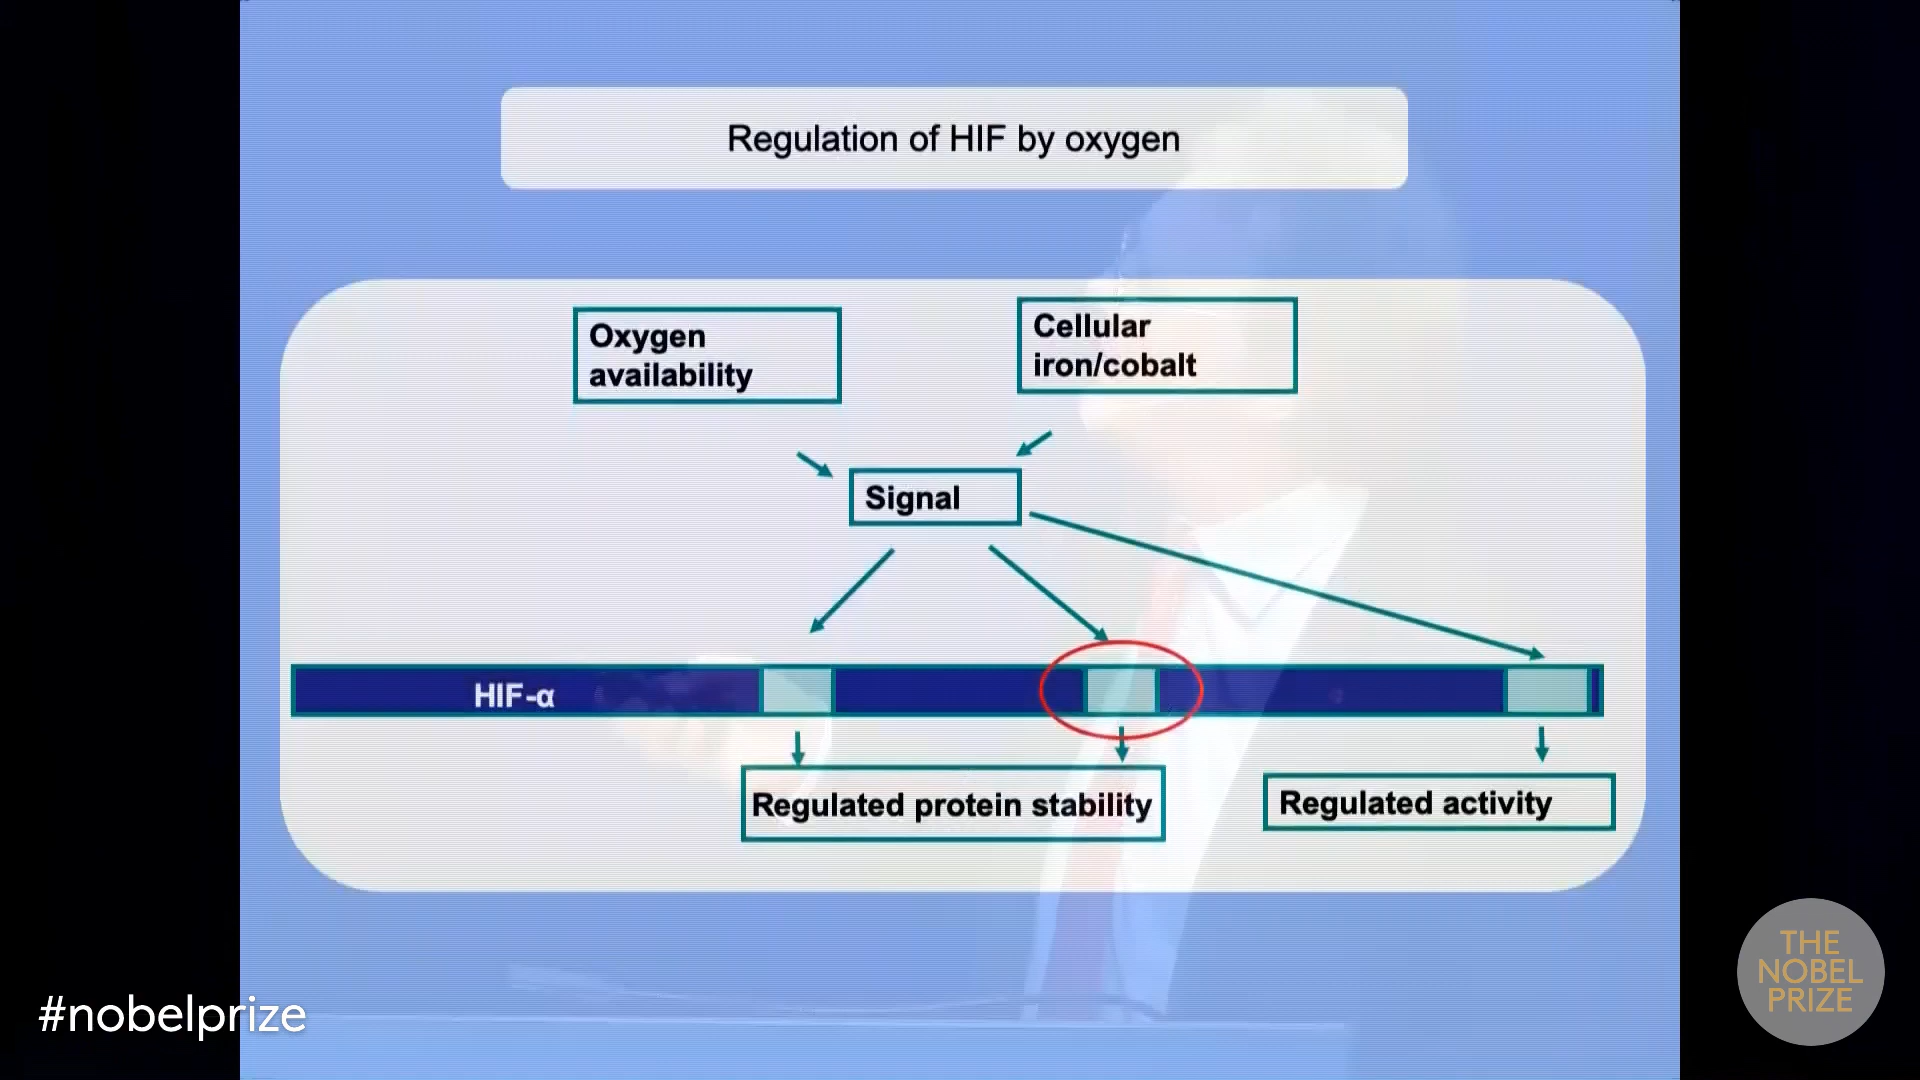 Regulation of HIF by oxygen
Oxygen
availability
Cellular
iron/cobalt
Signal
HIF-α
Regulated protein stability
Regulated activity
#nobelprize
THE
NOBEL
PRIZE